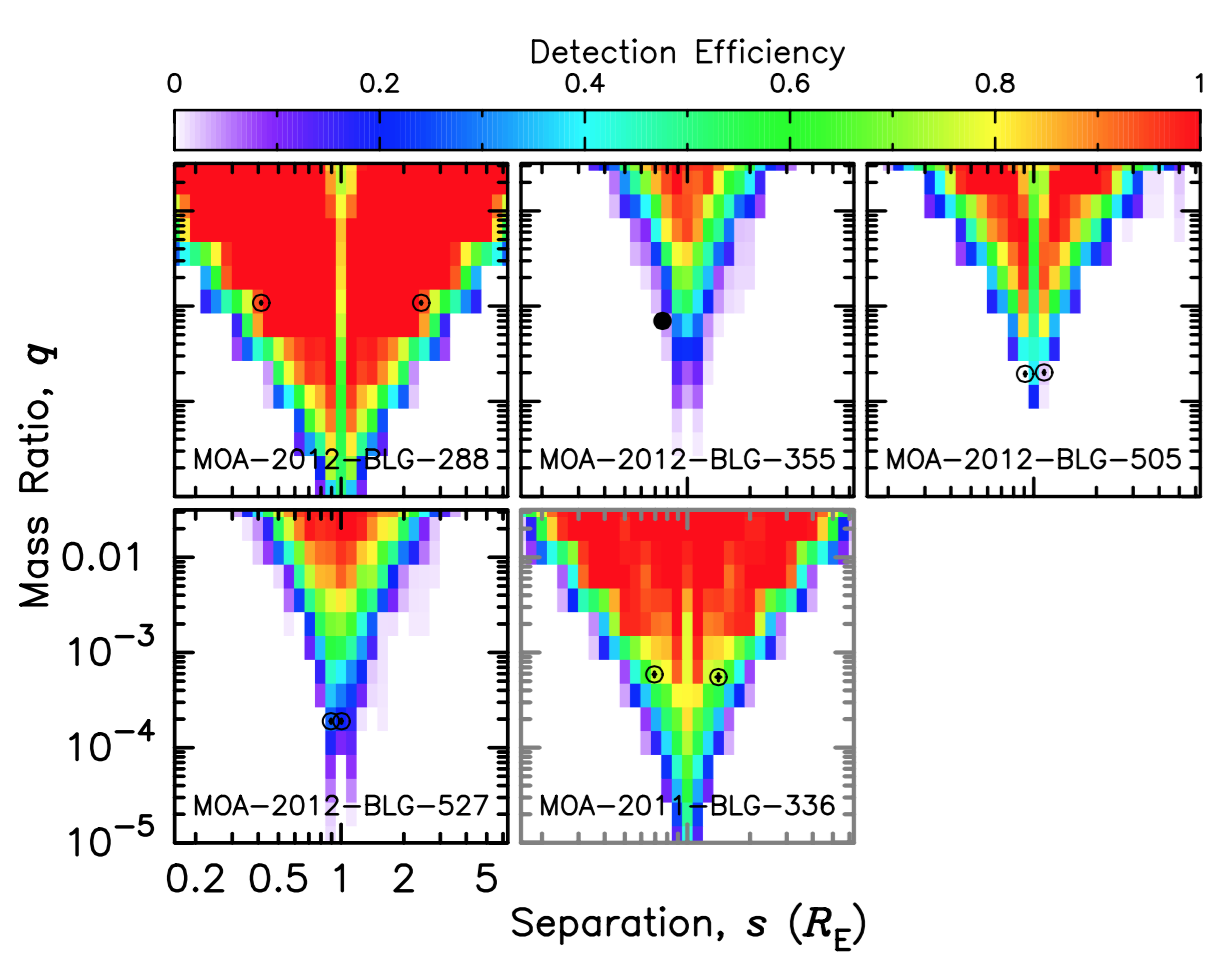 Detection Efficiency
0 0.2 0.4 0.6 0.8 1
MOA-2012-BLG-288 MOA-2012-BLG-355 MOA-2012-BLG-505
Mass Ratio, q
0.01
10⁻³
10⁻⁴
10⁻⁵
MOA-2012-BLG-527 MOA-2011-BLG-336
0.2 0.5 1 2 5
Separation, s (R_E)